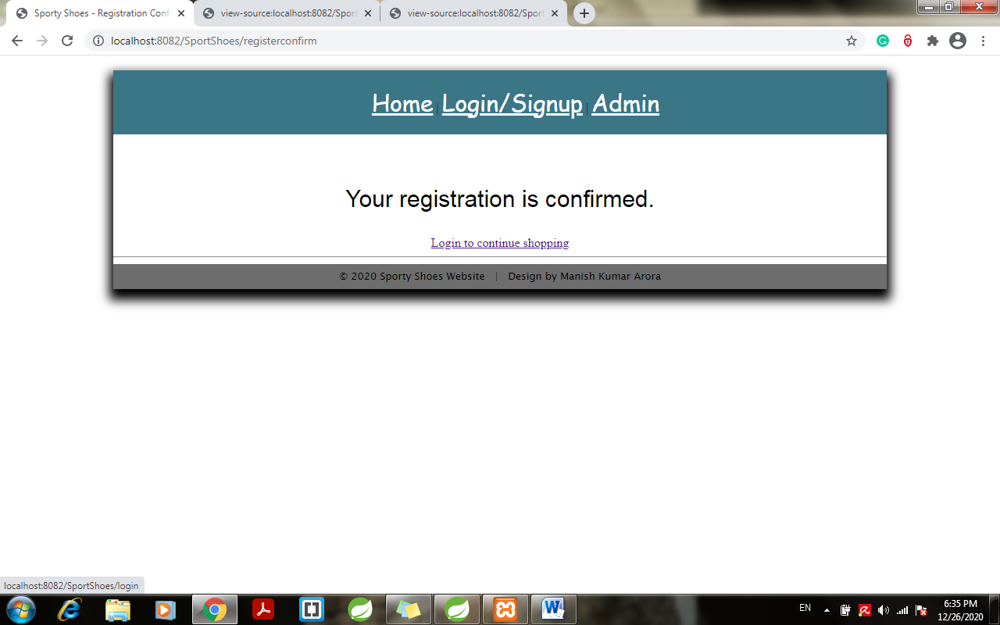 Sporty Shoes - Registration Conf
view-source:localhost:8082/Sport
view-source:localhost:8082/Sport
localhost:8082/SportShoes/registerconfirm
Home | Login/Signup | Admin
Your registration is confirmed.
Login to continue shopping
© 2020 Sporty Shoes Website | Design by Manish Kumar Arora
localhost:8082/SportShoes/login
EN
6:35 PM
12/26/2020